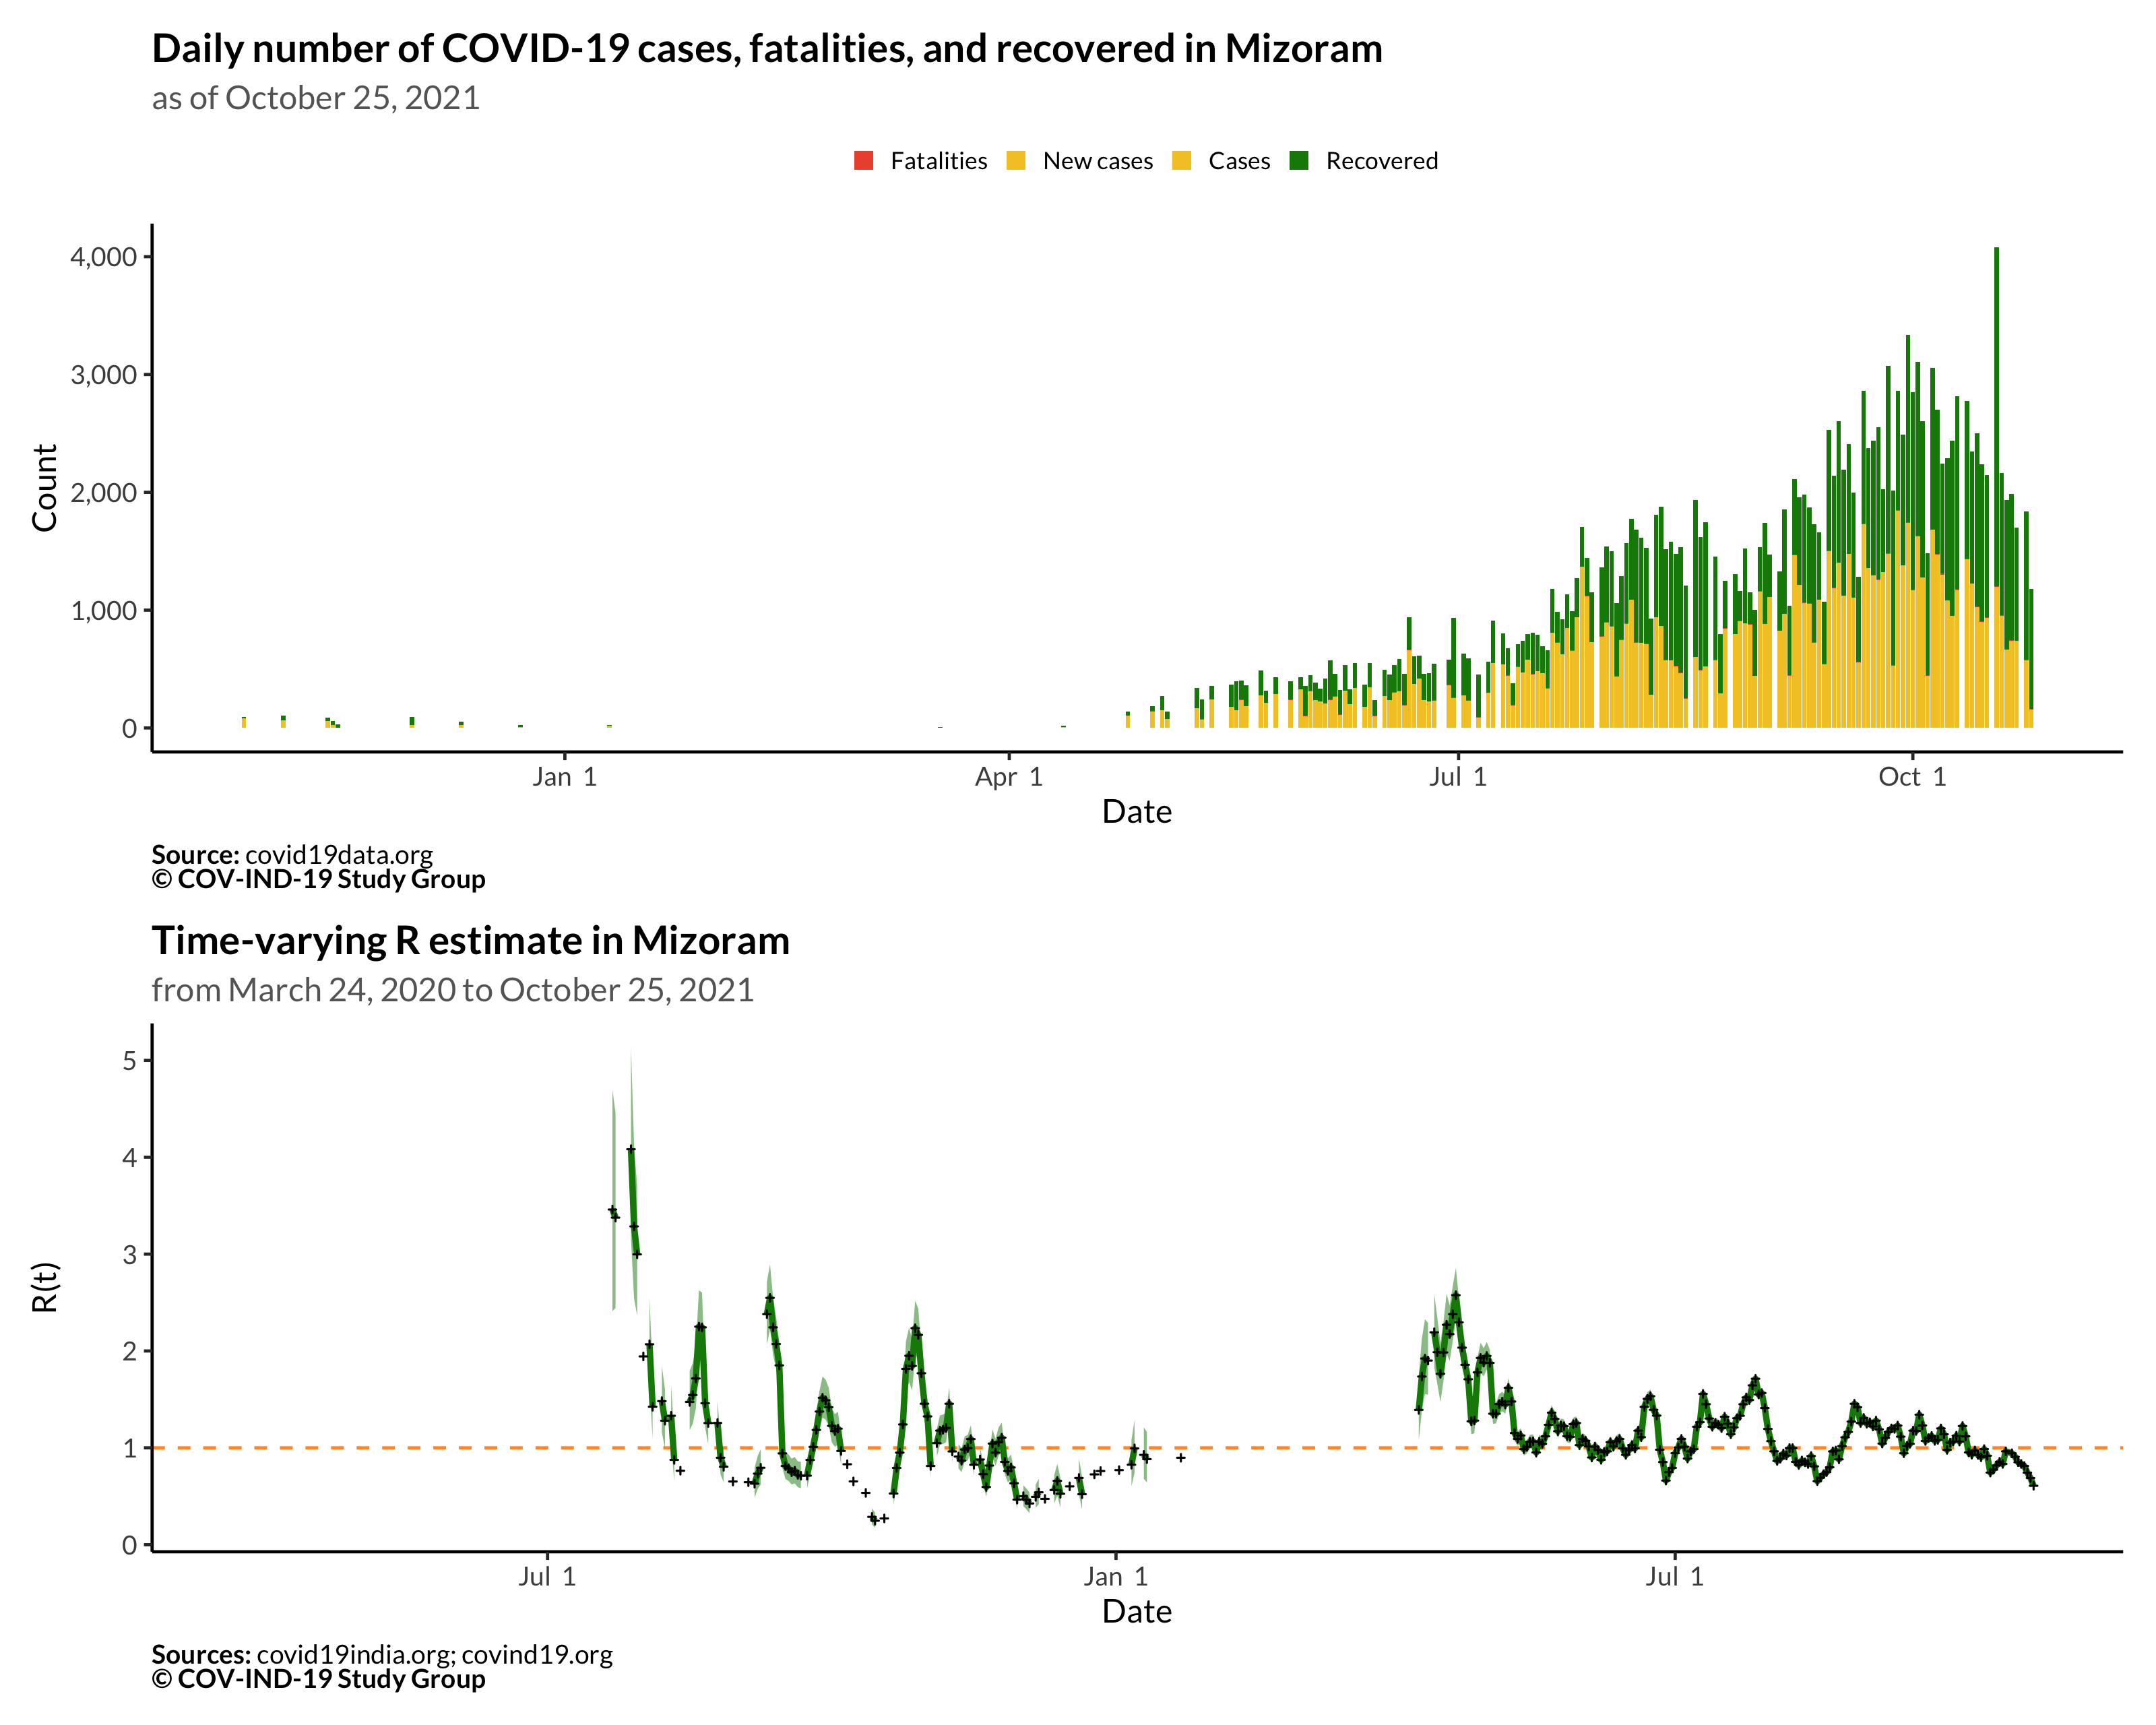 Daily number of COVID-19 cases, fatalities, and recovered in Mizoram
as of October 25, 2021
Fatalities New cases Cases Recovered
4,000
3,000
2,000
1,000
0
Count
Jan 1 Apr 1 Jul 1 Oct 1
Date
Source: covid19data.org
© COV-IND-19 Study Group
Time-varying R estimate in Mizoram
from March 24, 2020 to October 25, 2021
5
4
3
2
1
0
R(t)
Jul 1 Jan 1 Jul 1
Date
Sources: covid19india.org; covind19.org
© COV-IND-19 Study Group